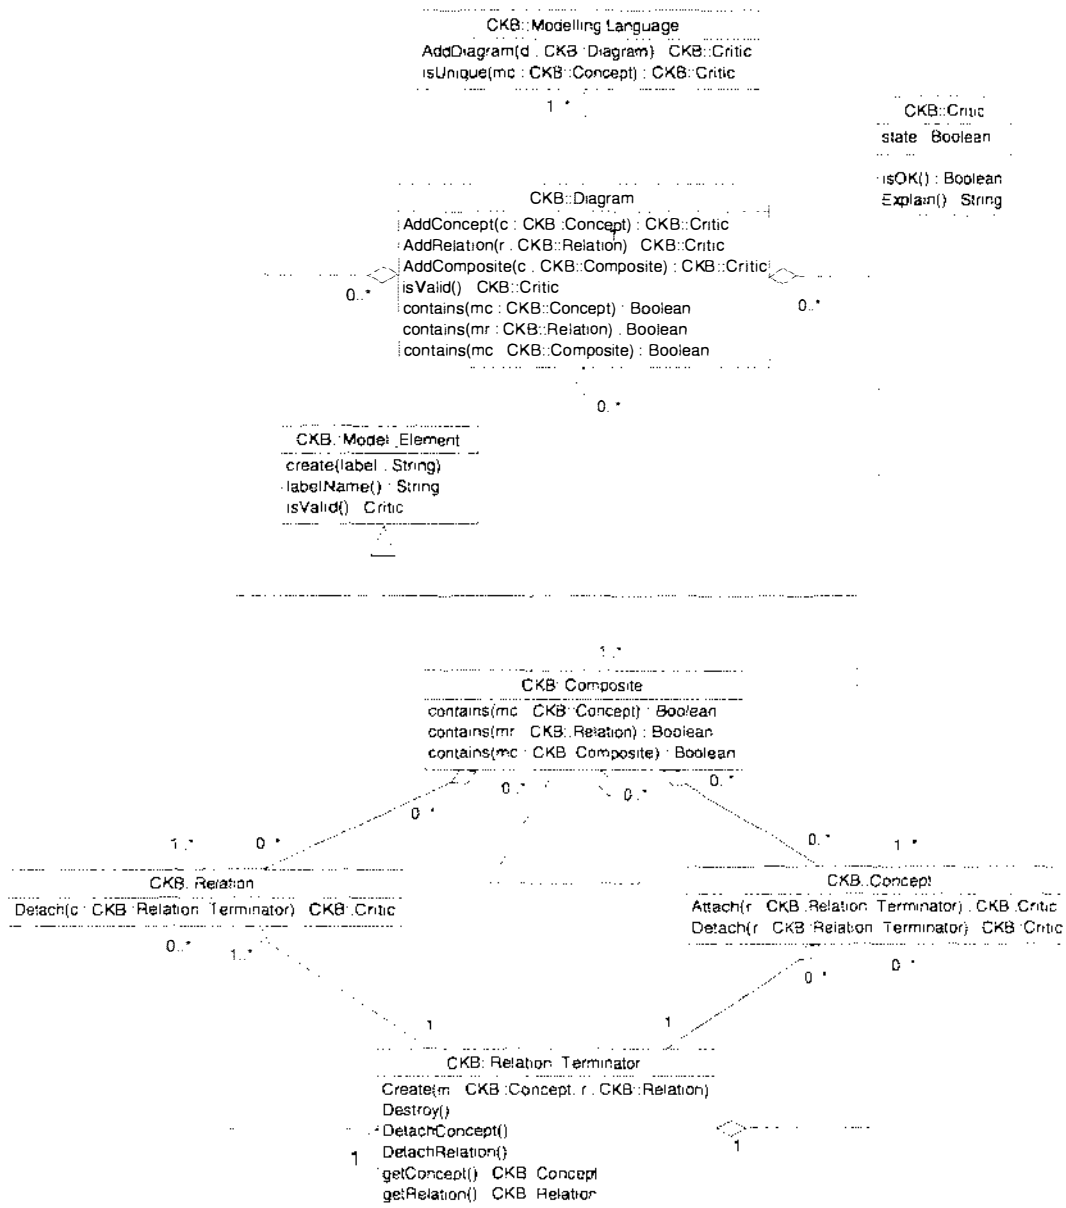 CKB::Modelling Language
AddDiagram(d . CKB Diagram) CKB::Critic
isUnique(mc : CKB::Concept) : CKB::Critic
1 *
CKB::Critic
state Boolean
isOK() : Boolean
Explain() String
CKB::Diagram
AddConcept(c : CKB :Concept) : CKB::Critic
AddRelation(r . CKB::Relation) CKB::Critic
AddComposite(c . CKB::Composite) : CKB::Critic
isValid() CKB::Critic
contains(mc : CKB::Concept) : Boolean
contains(mr : CKB::Relation) . Boolean
contains(mc CKB::Composite) : Boolean
0..*
0..*
0..*
CKB. Model_Element
create(label . String)
labelName() : String
isValid() Critic
1..*
CKB: Composite
contains(mc CKB::Concept) : Boolean
contains(mr CKB::Relation) : Boolean
contains(mc : CKB Composite) : Boolean
0..*
0..*
0..*
0..*
1..*
0 *
0..*
1 *
CKB. Relation
Detach(c : CKB Relation Terminator) CKB::Critic
CKB::Concept
Attach(r CKB Relation Terminator) . CKB Critic
Detach(r CKB Relation Terminator) CKB Critic
0..*
1..*
0 *
0 *
1
1
CKB: Relation Terminator
Create(m CKB :Concept, r . CKB::Relation)
Destroy()
DetachConcept()
DetachRelation()
getConcept() CKB Concept
getRelation() CKB Relation
1
1